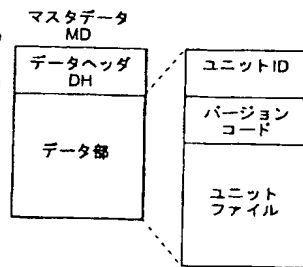 マスタデータ
MD
データヘッダ
DH
データ部
ユニットID
バージョン
コード
ユニット
ファイル